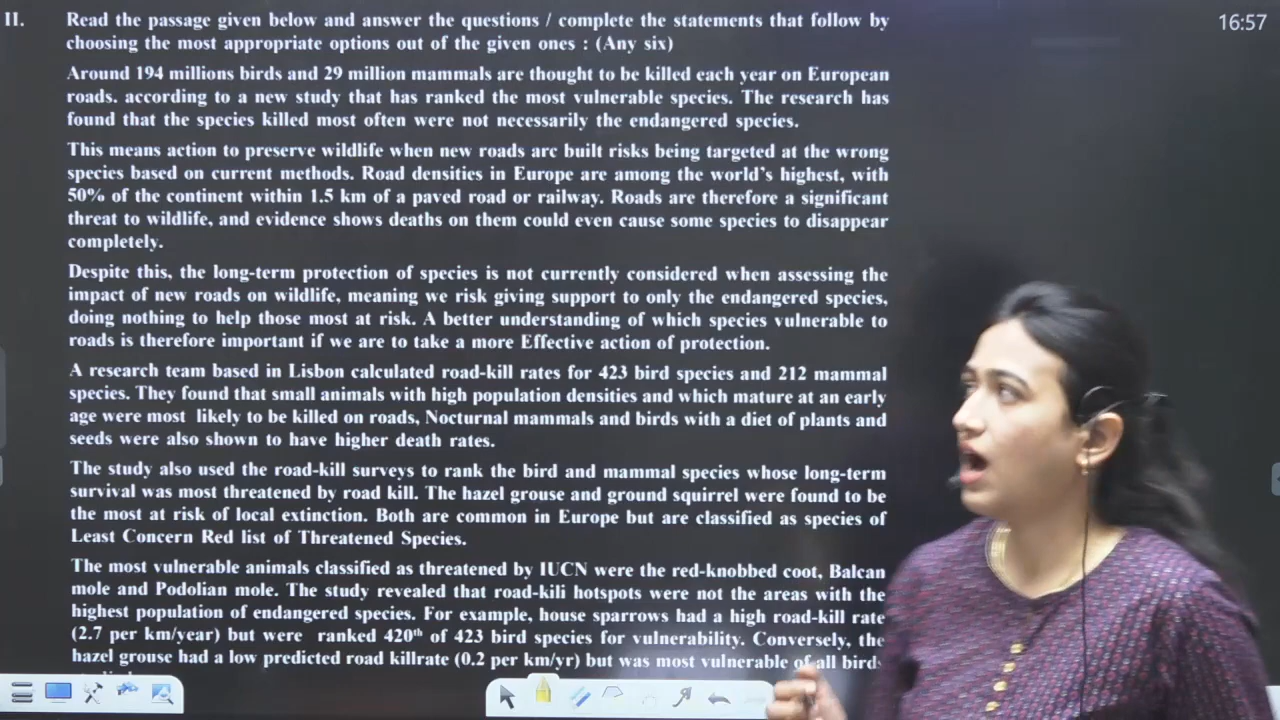 II. Read the passage given below and answer the questions / complete the statements that follow by
16:57
choosing the most appropriate options out of the given ones : (Any six)
Around 194 millions birds and 29 million mammals are thought to be killed each year on European
roads. according to a new study that has ranked the most vulnerable species. The research has
found that the species killed most often were not necessarily the endangered species.
This means action to preserve wildlife when new roads are built risks being targeted at the wrong
species based on current methods. Road densities in Europe are among the world's highest, with
50% of the continent within 1.5 km of a paved road or railway. Roads are therefore a significant
threat to wildlife, and evidence shows deaths on them could even cause some species to disappear
completely.
Despite this, the long-term protection of species is not currently considered when assessing the
impact of new roads on wildlife, meaning we risk giving support to only the endangered species,
doing nothing to help those most at risk. A better understanding of which species vulnerable to
roads is therefore important if we are to take a more Effective action of protection.
A research team based in Lisbon calculated road-kill rates for 423 bird species and 212 mammal
species. They found that small animals with high population densities and which mature at an early
age were most likely to be killed on roads, Nocturnal mammals and birds with a diet of plants and
seeds were also shown to have higher death rates.
The study also used the road-kill surveys to rank the bird and mammal species whose long-term
survival was most threatened by road kill. The hazel grouse and ground squirrel were found to be
the most at risk of local extinction. Both are common in Europe but are classified as species of
Least Concern Red list of Threatened Species.
The most vulnerable animals classified as threatened by IUCN were the red-knobbed coot, Balcan
mole and Podolian mole. The study revealed that road-kili hotspots were not the areas with the
highest population of endangered species. For example, house sparrows had a high road-kill rate
(2.7 per km/year) but were ranked 420th of 423 bird species for vulnerability. Conversely, the
hazel grouse had a low predicted road killrate (0.2 per km/yr) but was most vulnerable of all birds